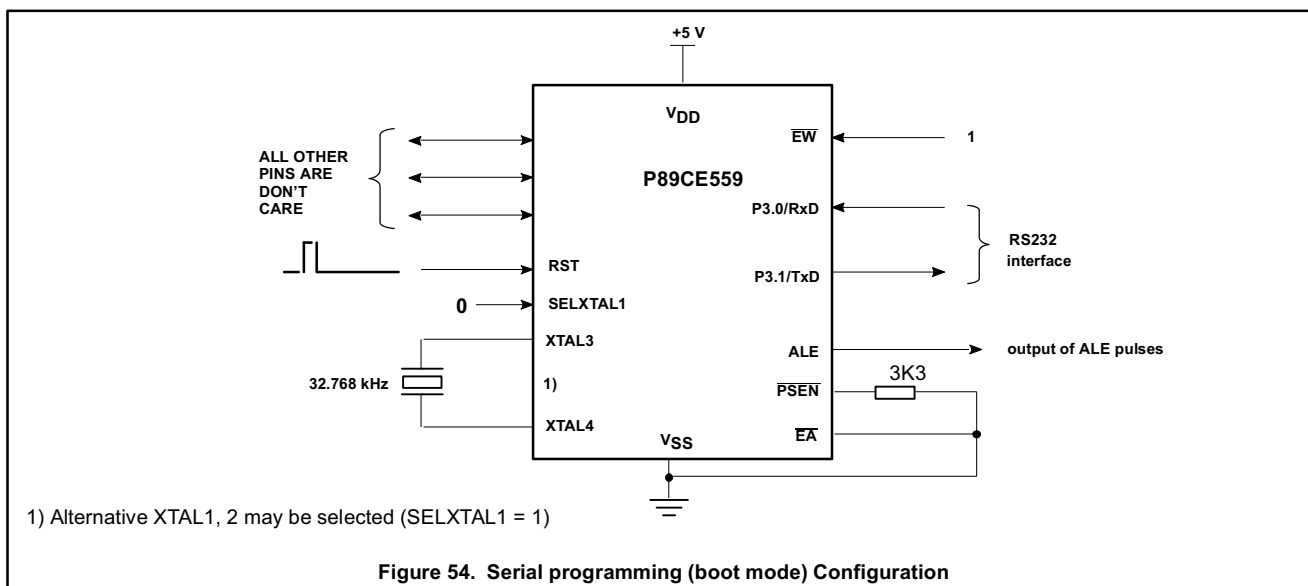 +5 V
VDD
EW
1
ALL OTHER
PINS ARE
DON'T
CARE
P89CE559
P3.0/RxD
RS232
interface
RST
P3.1/TxD
0
SELXTAL1
XTAL3
ALE
output of ALE pulses
32.768 kHz
1)
PSEN
3K3
XTAL4
VSS
EA
1) Alternative XTAL1, 2 may be selected (SELXTAL1 = 1)
Figure 54. Serial programming (boot mode) Configuration